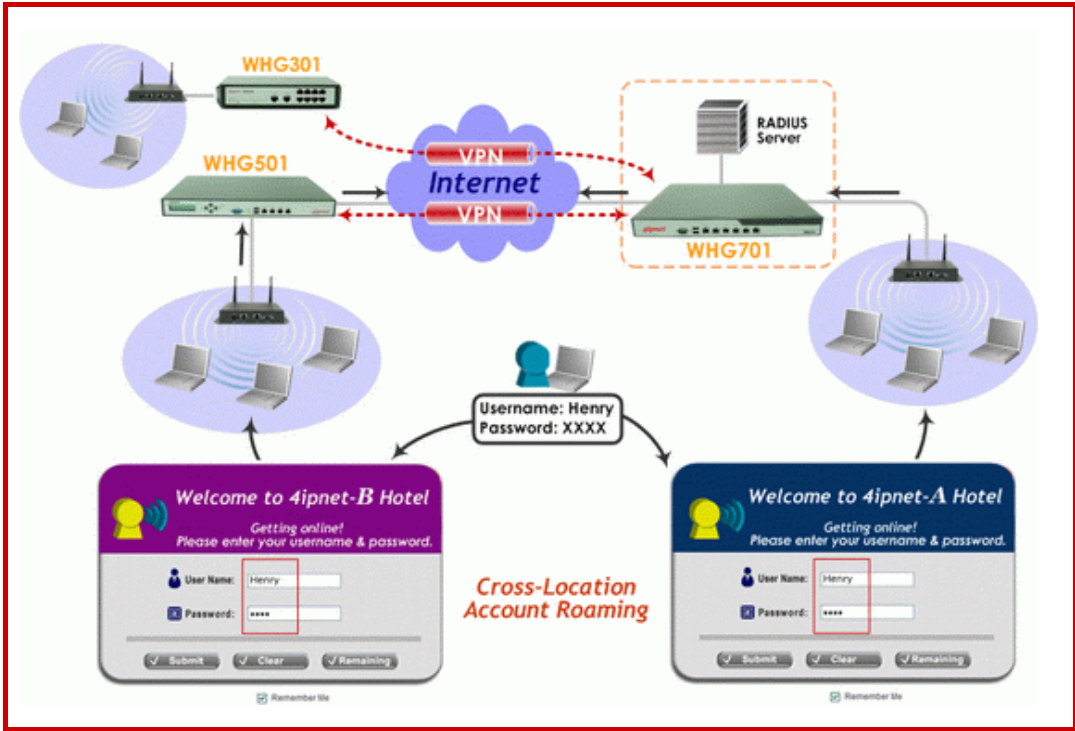 WHG301
RADIUS
Server
VPN
WHG501
Internet
VPN
4ipnet
WHG701
Username: Henry
Password: XXXX
Welcome to 4ipnet-B Hotel
Getting online!
Please enter your username & password.
User Name:
Henry
Password:
••••
Submit
Clear
Remaining
Remember Me
Cross-Location
Account Roaming
Welcome to 4ipnet-A Hotel
Getting online!
Please enter your username & password.
User Name:
Henry
Password:
••••
Submit
Clear
Remaining
Remember Me